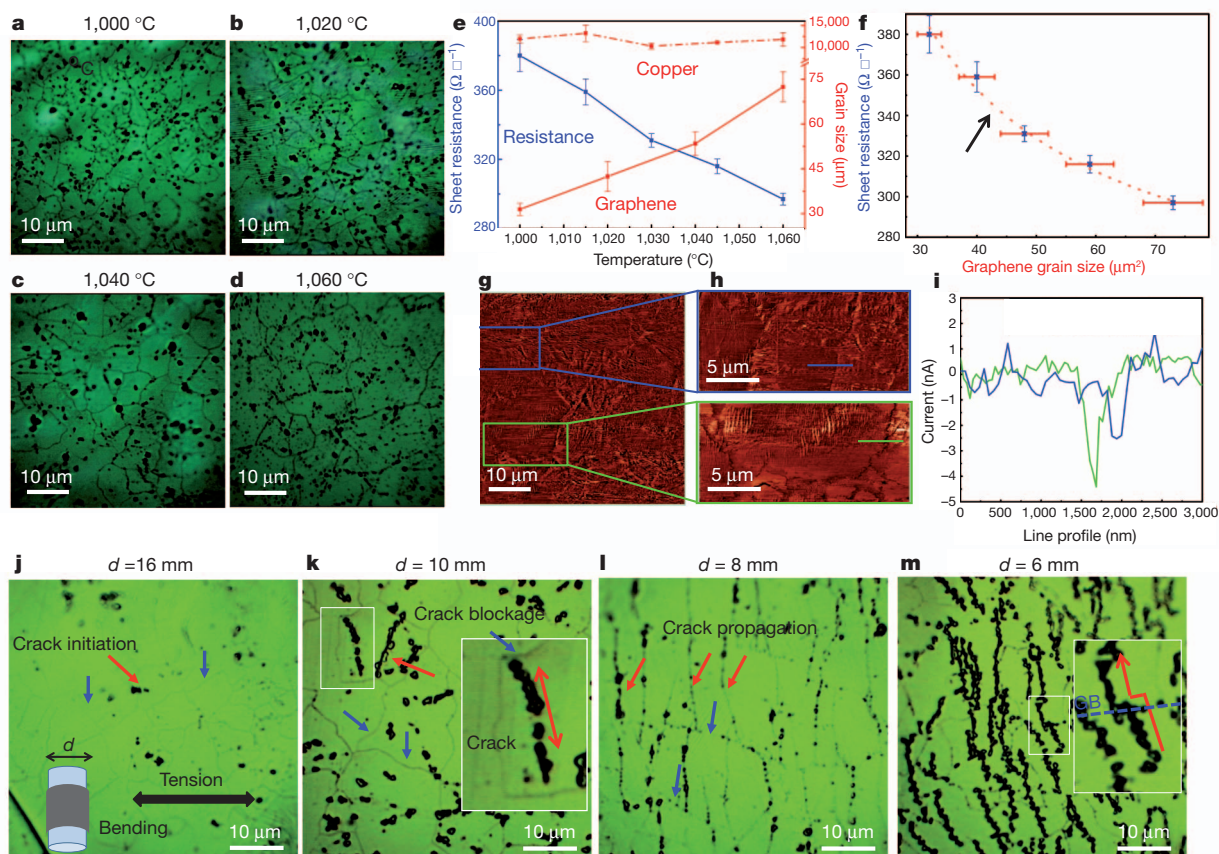 a 1,000 °C
b 1,020 °C
C
10 µm
10 µm
c 1,040 °C
d 1,060 °C
10 µm
10 µm
e
Sheet resistance (Ω □⁻¹)
400
360
320
280
Copper
Resistance
Graphene
15,000
10,000
75
60
45
30
Grain size (µm)
1,000 1,010 1,020 1,030 1,040 1,050 1,060
Temperature (°C)
f
Sheet resistance (Ω □⁻¹)
380
360
340
320
300
280
30 40 50 60 70
Graphene grain size (µm²)
g
10 µm
h
5 µm
5 µm
i
Current (nA)
3
2
1
0
–1
–2
–3
–4
–5
0 500 1,000 1,500 2,000 2,500 3,000
Line profile (nm)
j d =16 mm
Crack initiation
d
Tension
Bending
10 µm
k d = 10 mm
Crack blockage
Crack
10 µm
l d = 8 mm
Crack propagation
10 µm
m d = 6 mm
GB
10 µm